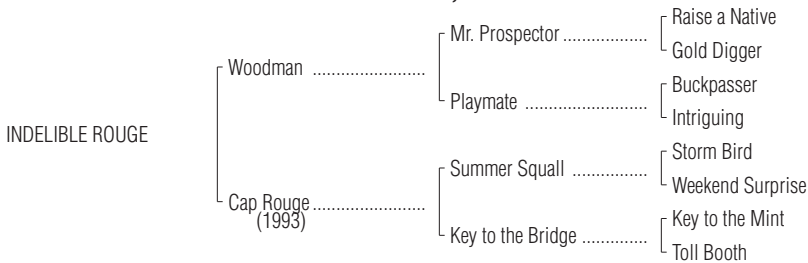 INDELIBLE ROUGE
Woodman ........................
Cap Rouge ........................
(1993)
Mr. Prospector ..................
Playmate ..........................
Summer Squall ................
Key to the Bridge ..............
Raise a Native
Gold Digger
Buckpasser
Intriguing
Storm Bird
Weekend Surprise
Key to the Mint
Toll Booth